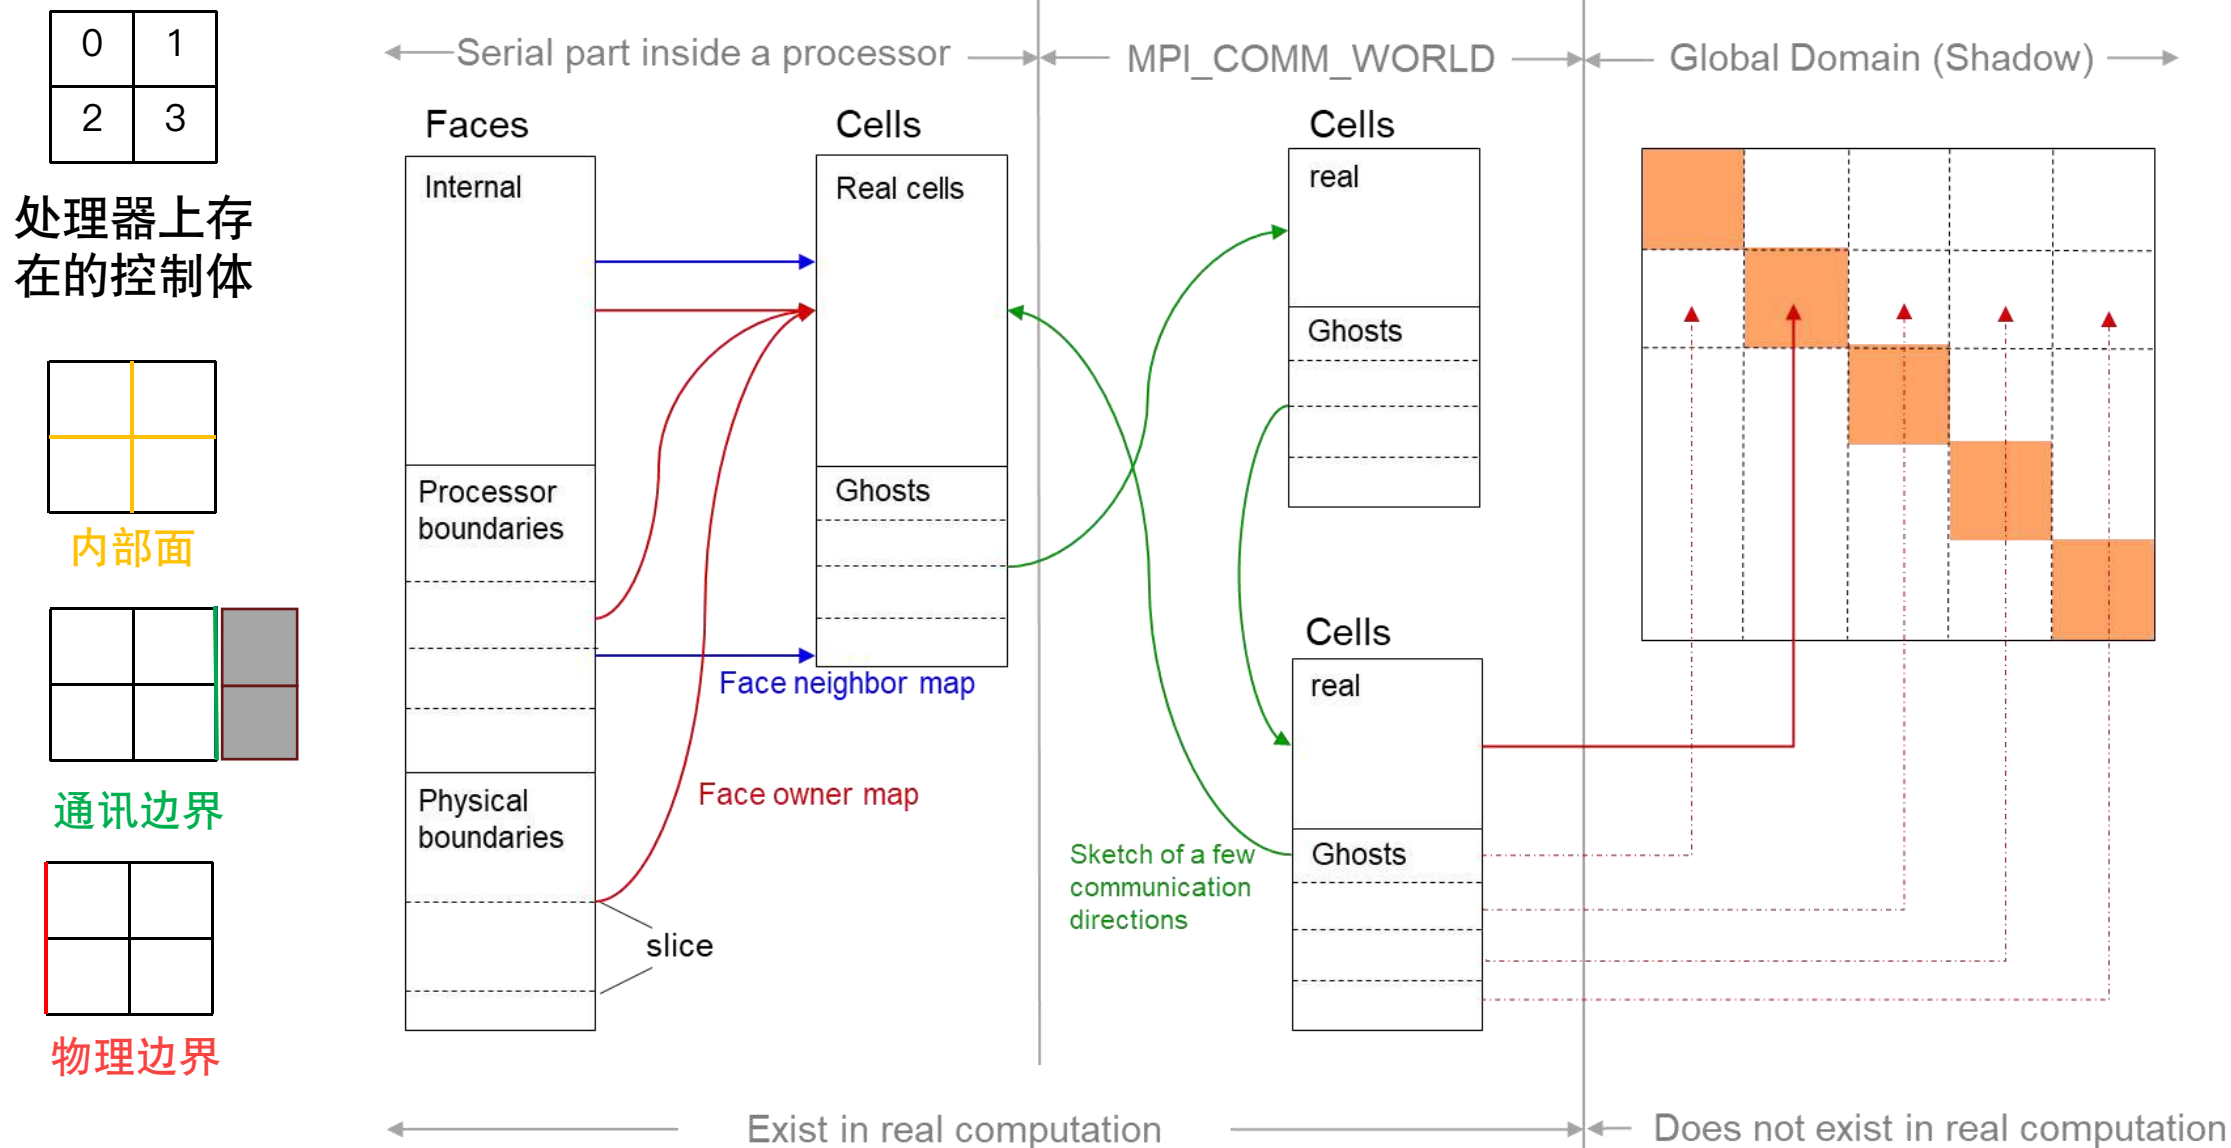 0 1
2 3
处理器上存
在的控制体
内部面
通讯边界
物理边界
Serial part inside a processor
MPI_COMM_WORLD
Global Domain (Shadow)
Faces
Internal
Processor
boundaries
Physical
boundaries
slice
Cells
Real cells
Ghosts
Face neighbor map
Face owner map
Cells
real
Ghosts
Cells
real
Ghosts
Sketch of a few
communication
directions
Exist in real computation
Does not exist in real computation